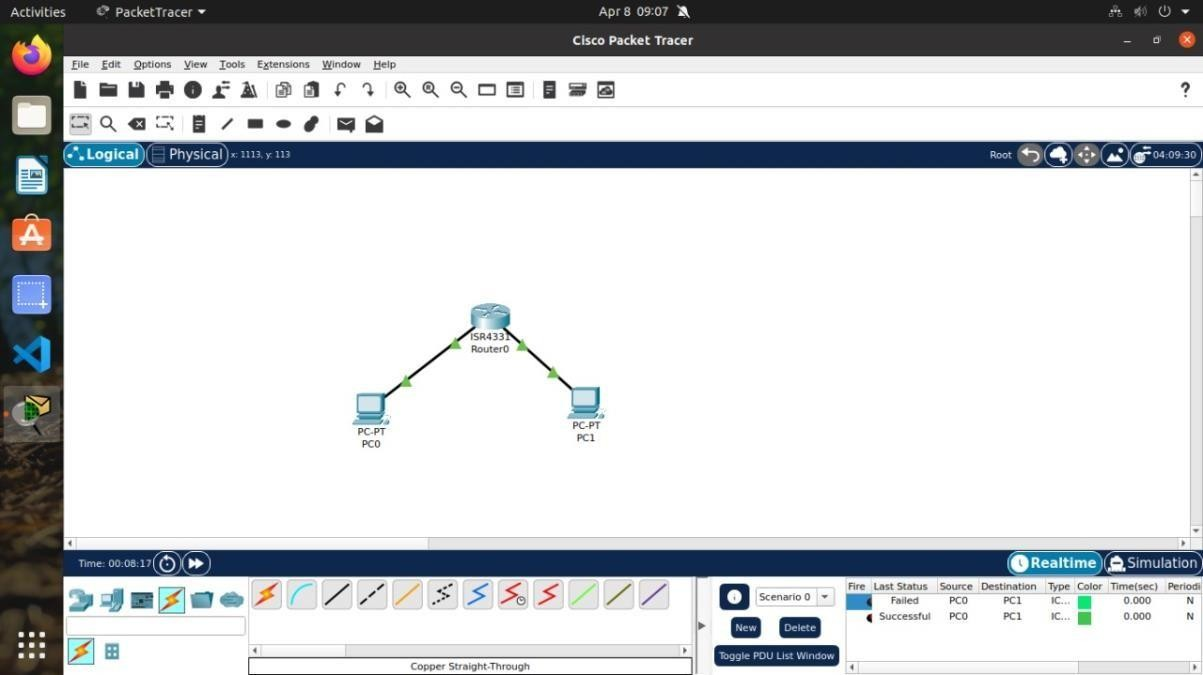 Activities PacketTracer Apr 8 09:07
Cisco Packet Tracer
File Edit Options View Tools Extensions Window Help
?
Logical Physical x: 1113, y: 113 Root 04:09:30
ISR4331
Router0
PC-PT
PC0
PC-PT
PC1
Time: 00:08:17 Realtime Simulation
Fire Last Status Source Destination Type Color Time(sec) Periodi
Scenario 0 Failed PC0 PC1 IC... 0.000 N
Successful PC0 PC1 IC... 0.000 N
New Delete
Toggle PDU List Window
Copper Straight-Through